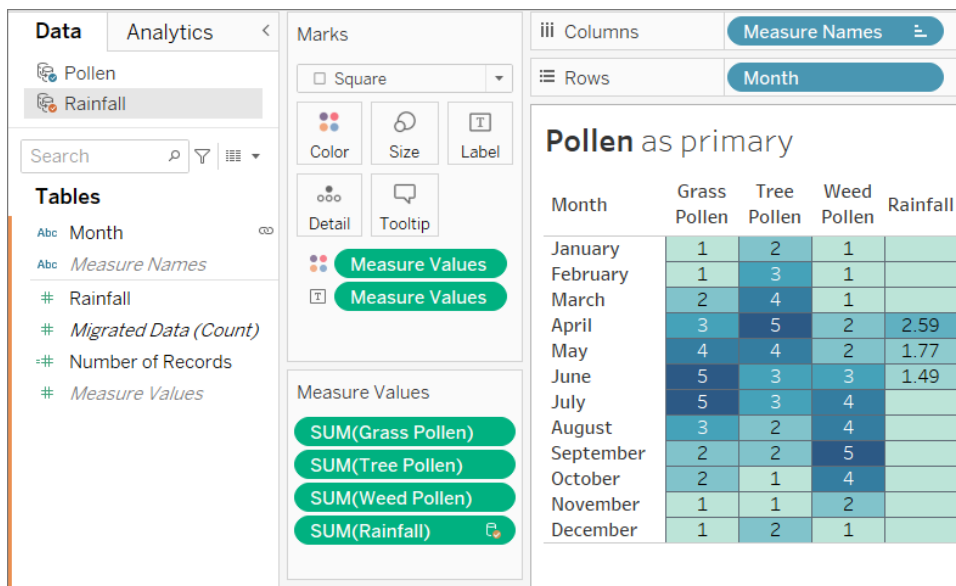 Data Analytics
Pollen
Rainfall
Search
Tables
Abc Month
Abc Measure Names
# Rainfall
# Migrated Data (Count)
=# Number of Records
# Measure Values
Marks
Square
Color Size Label
T
Detail Tooltip
Measure Values
T Measure Values
Measure Values
SUM(Grass Pollen)
SUM(Tree Pollen)
SUM(Weed Pollen)
SUM(Rainfall)
Columns Measure Names
Rows Month
Pollen as primary
Month Grass Pollen Tree Pollen Weed Pollen Rainfall
January 1 2 1
February 1 3 1
March 2 4 1
April 3 5 2 2.59
May 4 4 2 1.77
June 5 3 3 1.49
July 5 3 4
August 3 2 4
September 2 2 5
October 2 1 4
November 1 1 2
December 1 2 1